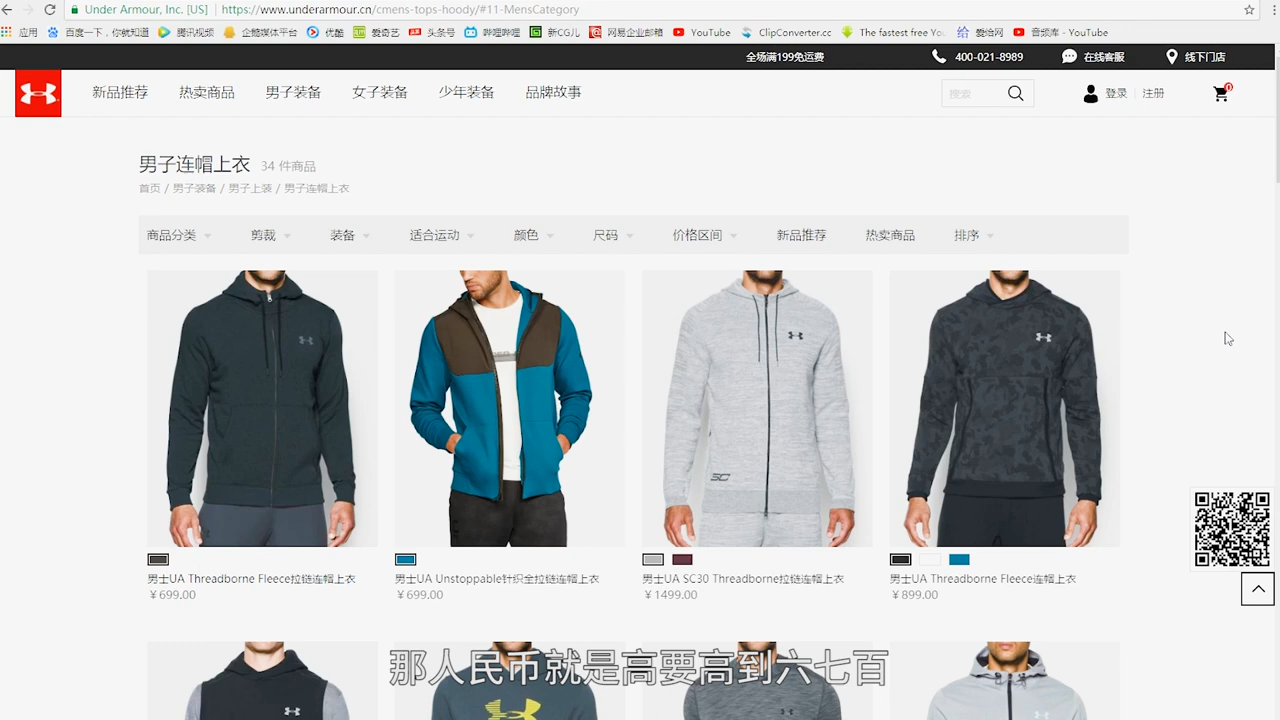 Under Armour, Inc. [US] https://www.underarmour.cn/cmens-tops-hoody/#11-MensCategory
应用 百度一下，你就知道 腾讯视频 企鹅媒体平台 优酷 爱奇艺 头条号 哔哩哔哩 新CG儿 网易企业邮箱 YouTube ClipConverter.cc The fastest free You 爱给网 音频库 - YouTube
全场满199免运费 400-021-8989 在线客服 线下门店
新品推荐 热卖商品 男子装备 女子装备 少年装备 品牌故事 搜索 登录 注册 0
男子连帽上衣 34 件商品
首页 / 男子装备 / 男子上装 / 男子连帽上衣
商品分类 剪裁 装备 适合运动 颜色 尺码 价格区间 新品推荐 热卖商品 排序
男士UA Threadborne Fleece拉链连帽上衣 男士UA Unstoppable针织全拉链连帽上衣 男士UA SC30 Threadborne拉链连帽上衣 男士UA Threadborne Fleece连帽上衣
￥699.00 ￥699.00 ￥1499.00 ￥899.00
那人民币就是高要高到六七百